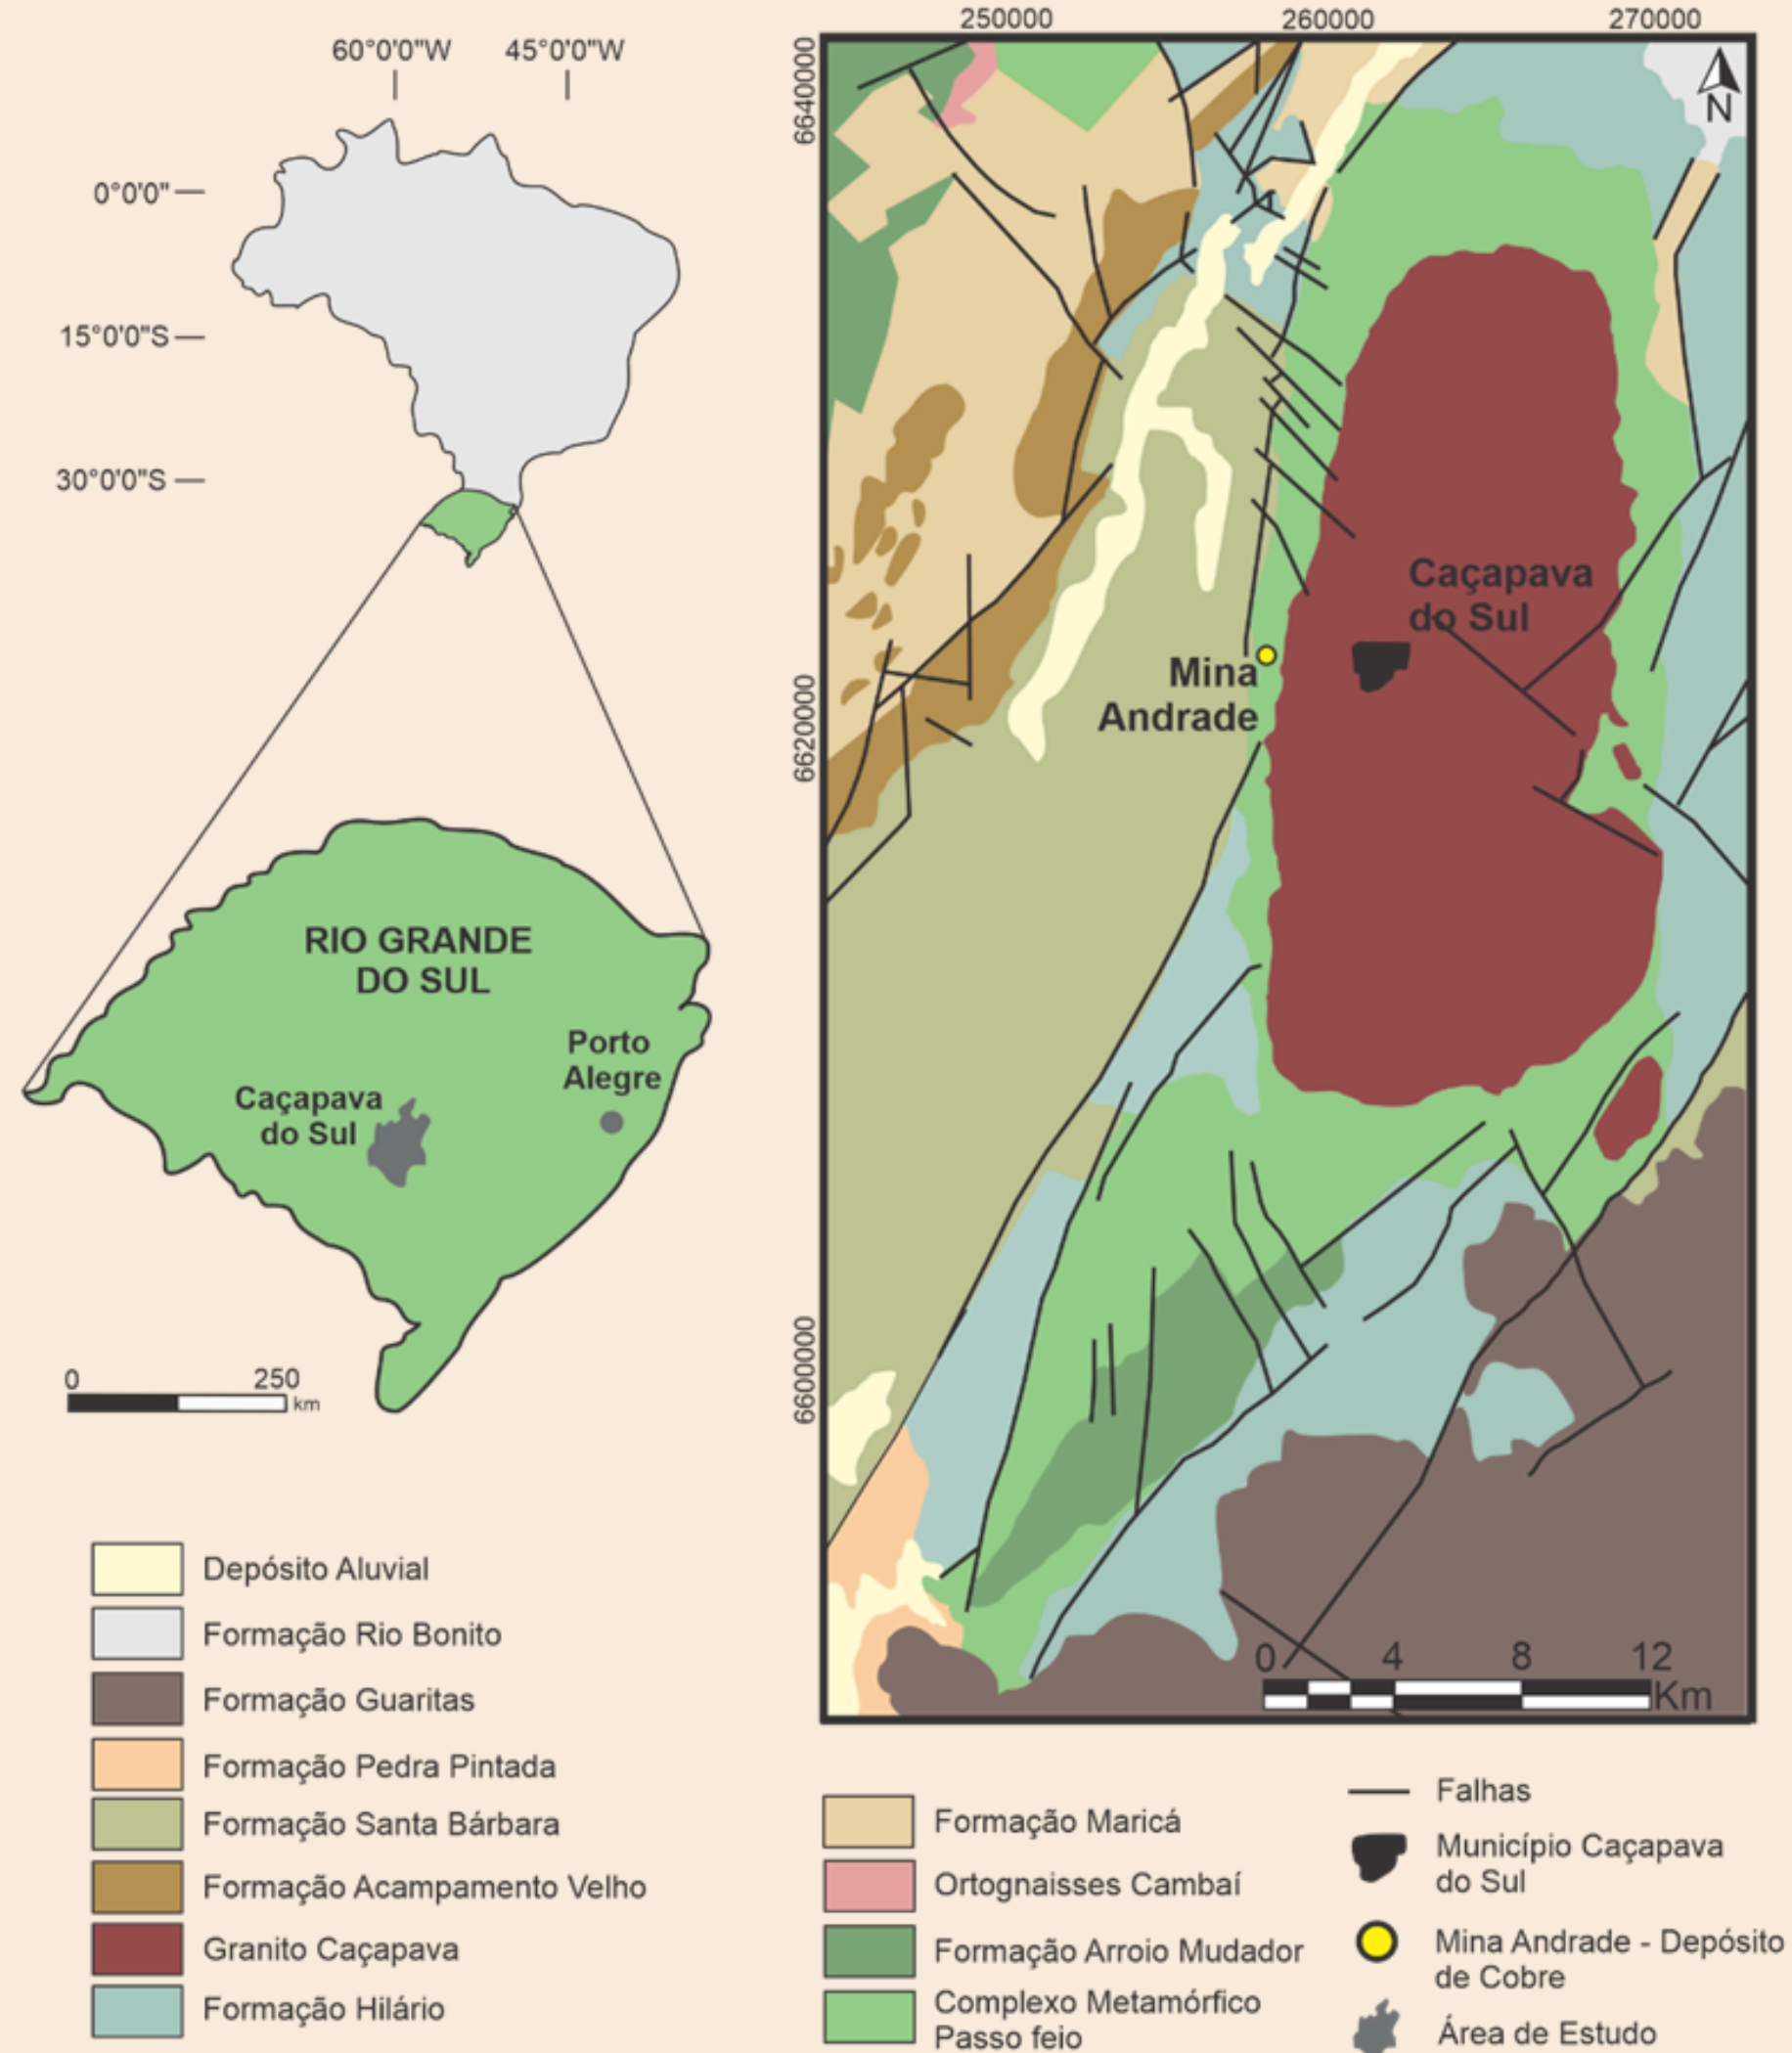 60°0'0"W 45°0'0"W
0°0'0"
15°0'0"S
30°0'0"S
RIO GRANDE
DO SUL
Porto
Alegre
Caçapava
do Sul
0 250
km
250000 260000 270000
6640000
6620000
6600000
N
Caçapava
do Sul
Mina
Andrade
0 4 8 12
Km
Depósito Aluvial
Formação Rio Bonito
Formação Guaritas
Formação Pedra Pintada
Formação Santa Bárbara
Formação Acampamento Velho
Granito Caçapava
Formação Hilário
Formação Maricá
Ortognaisses Cambaí
Formação Arroio Mudador
Complexo Metamórfico
Passo feio
Falhas
Município Caçapava
do Sul
Mina Andrade - Depósito
de Cobre
Área de Estudo